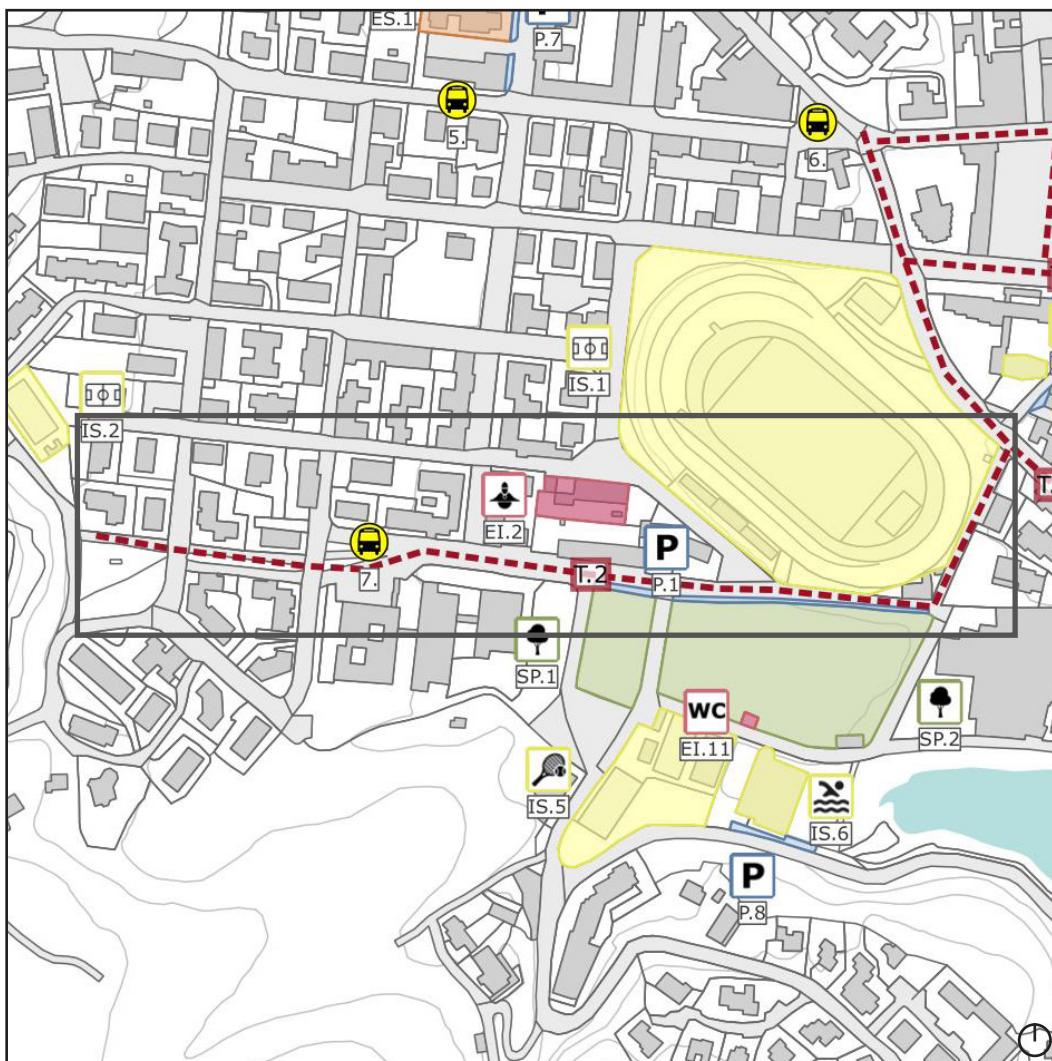 ES.1
P.7
5.
6.
IS.1
IS.2
EI.2
7.
T.2
P
P.1
T.
SP.1
WC
EI.11
SP.2
IS.5
IS.6
P
P.8